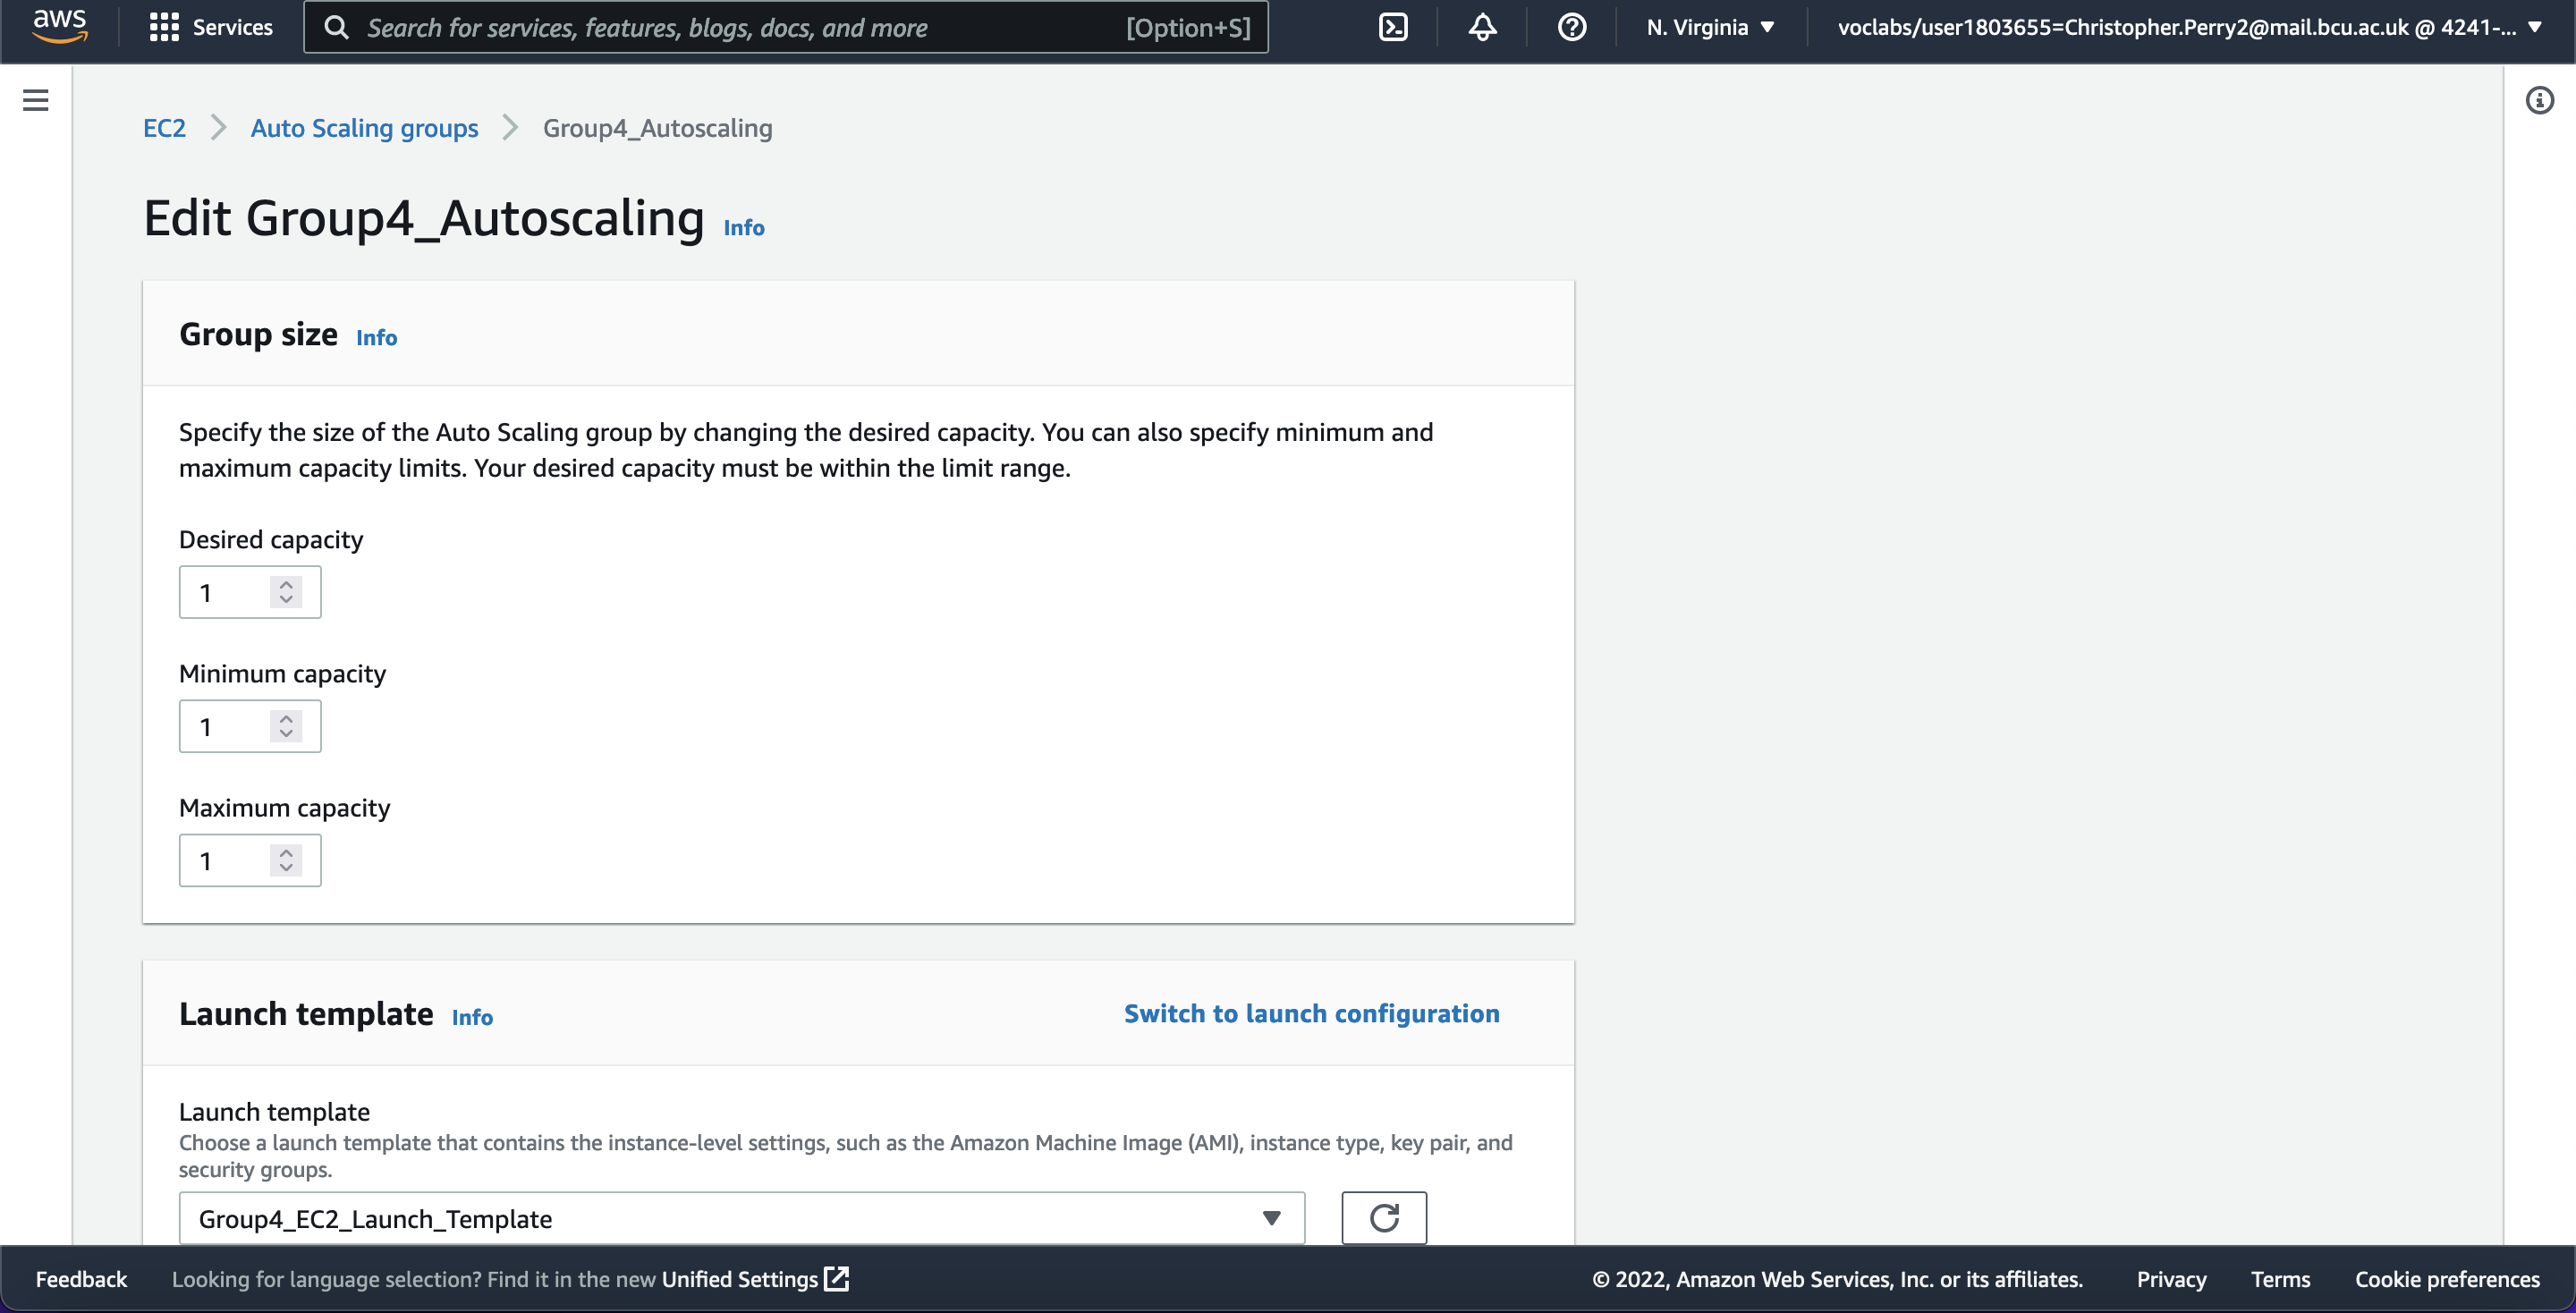 aws
Services
Search for services, features, blogs, docs, and more
[Option+S]
N. Virginia
voclabs/user1803655=Christopher.Perry2@mail.bcu.ac.uk @ 4241-...
EC2 > Auto Scaling groups > Group4_Autoscaling
Edit Group4_Autoscaling Info
Group size Info
Specify the size of the Auto Scaling group by changing the desired capacity. You can also specify minimum and
maximum capacity limits. Your desired capacity must be within the limit range.
Desired capacity
1
Minimum capacity
1
Maximum capacity
1
Launch template Info
Switch to launch configuration
Launch template
Choose a launch template that contains the instance-level settings, such as the Amazon Machine Image (AMI), instance type, key pair, and
security groups.
Group4_EC2_Launch_Template
Feedback
Looking for language selection? Find it in the new Unified Settings
© 2022, Amazon Web Services, Inc. or its affiliates.
Privacy
Terms
Cookie preferences